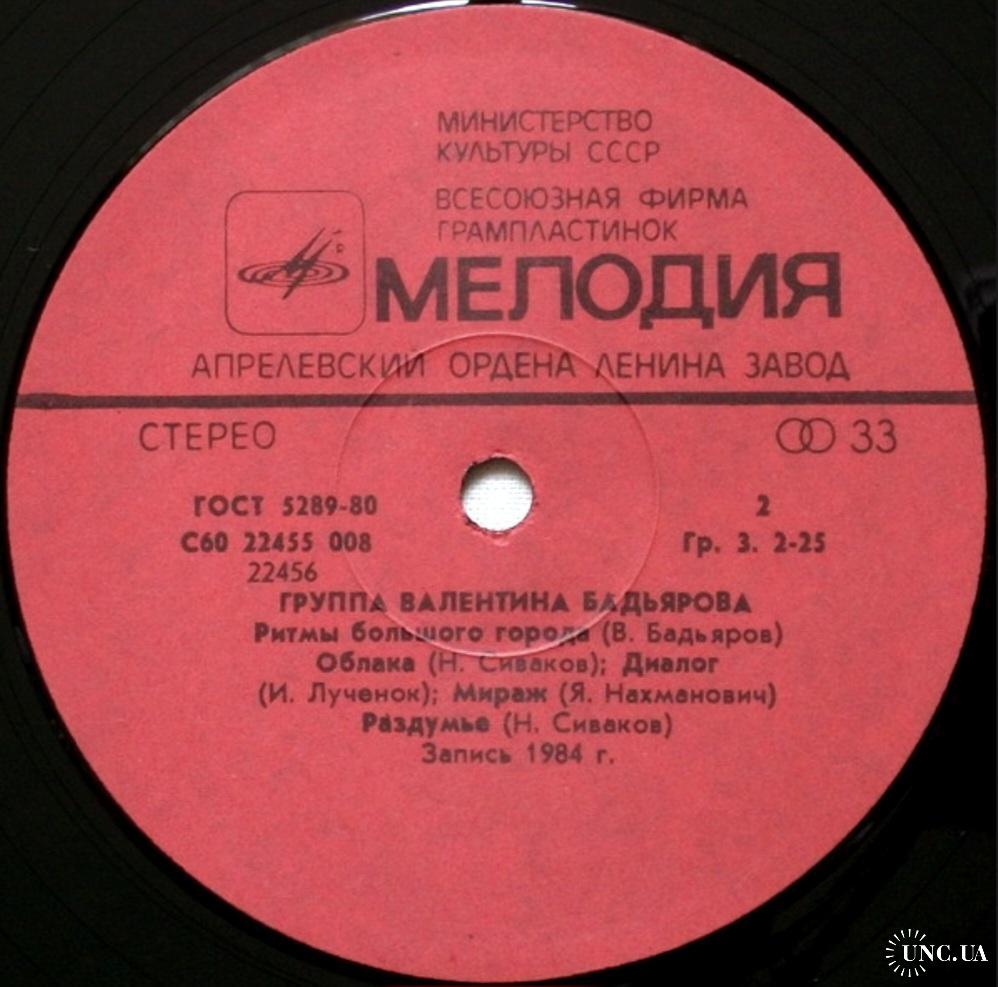 МИНИСТЕРСТВО
КУЛЬТУРЫ СССР
ВСЕСОЮЗНАЯ ФИРМА
ГРАМПЛАСТИНОК
МЕЛОДИЯ
АПРЕЛЕВСКИЙ ОРДЕНА ЛЕНИНА ЗАВОД
СТЕРЕО 33
ГОСТ 5289-80 2
С60 22455 008 Гр. 3. 2-25
22456
ГРУППА ВАЛЕНТИНА БАДЬЯРОВА
Ритмы большого города (В. Бадьяров)
Облака (Н. Сиваков); Диалог
(И. Лученок); Мираж (Я. Нахманович)
Раздумье (Н. Сиваков)
Запись 1984 г.
UNC.UA